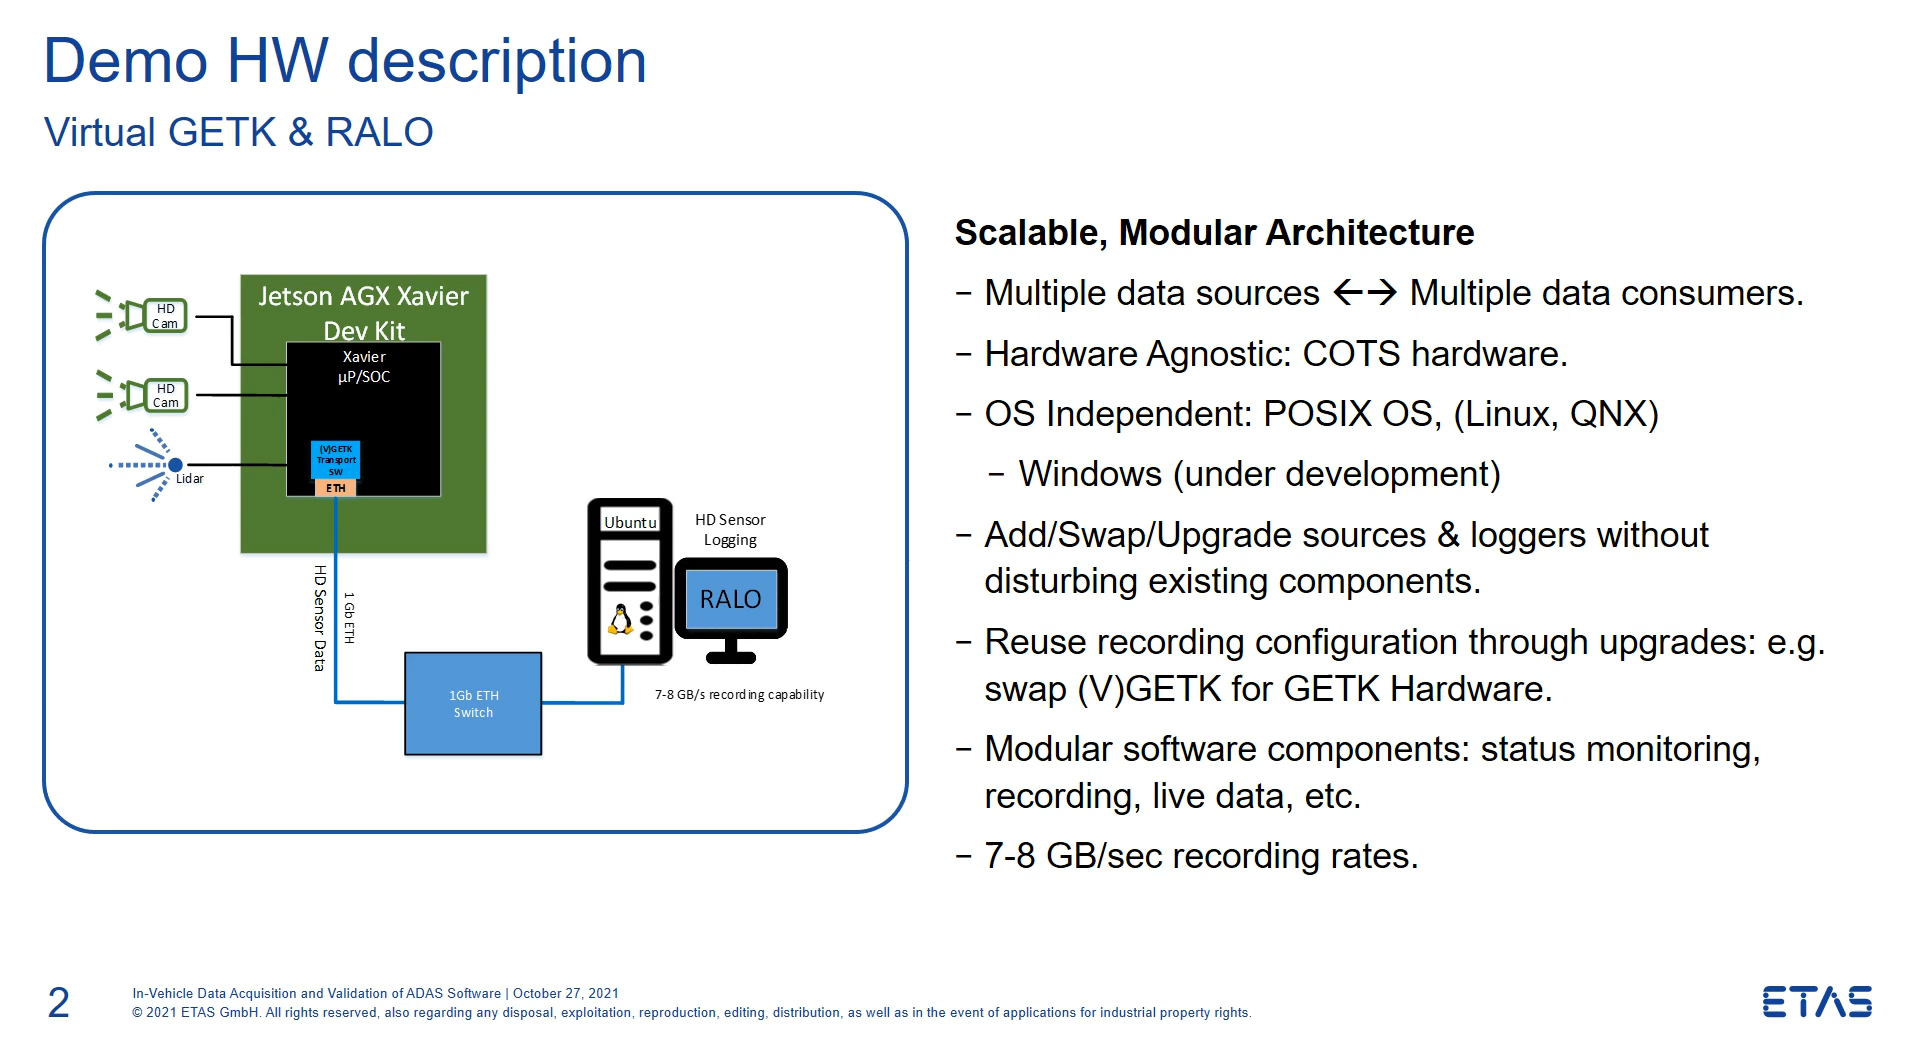 Demo HW description
Virtual GETK & RALO
Jetson AGX Xavier
Dev Kit
HD
Cam
HD
Cam
Lidar
Xavier
µP/SOC
(V)GETK
Transport
SW
ETH
HD Sensor Data
1 Gb ETH
1Gb ETH
Switch
Ubuntu
HD Sensor
Logging
RALO
7-8 GB/s recording capability
Scalable, Modular Architecture
− Multiple data sources ←→ Multiple data consumers.
− Hardware Agnostic: COTS hardware.
− OS Independent: POSIX OS, (Linux, QNX)
− Windows (under development)
− Add/Swap/Upgrade sources & loggers without
disturbing existing components.
− Reuse recording configuration through upgrades: e.g.
swap (V)GETK for GETK Hardware.
− Modular software components: status monitoring,
recording, live data, etc.
− 7-8 GB/sec recording rates.
2
In-Vehicle Data Acquisition and Validation of ADAS Software | October 27, 2021
© 2021 ETAS GmbH. All rights reserved, also regarding any disposal, exploitation, reproduction, editing, distribution, as well as in the event of applications for industrial property rights.
ETAS